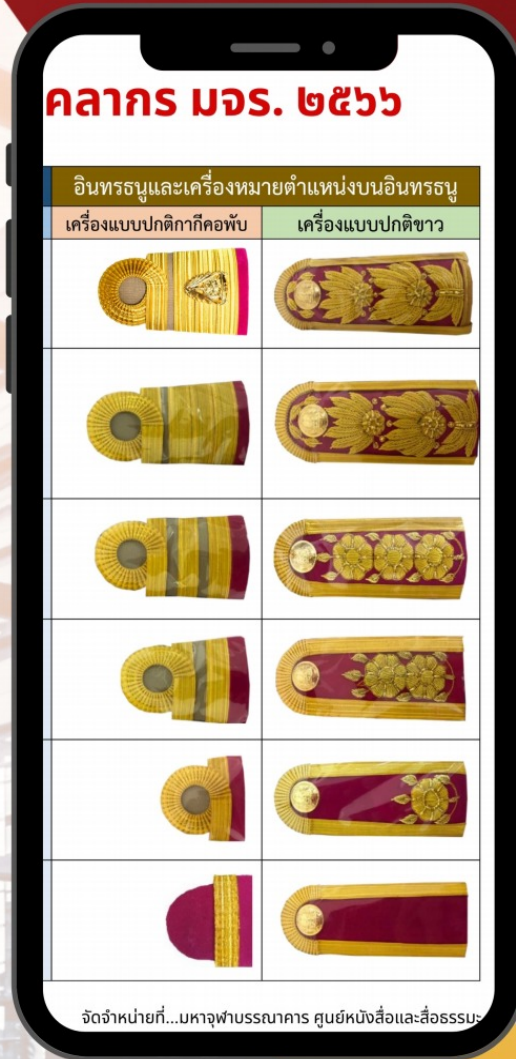 คลากร มจร. ๒๕๖๖
อินทรธนูและเครื่องหมายตำแหน่งบนอินทรธนู
เครื่องแบบปกติกากีคอพับ
เครื่องแบบปกติขาว
จัดจำหน่ายที่...มหาจุฬาบรรณาคาร ศูนย์หนังสือและสื่อธรรมะ